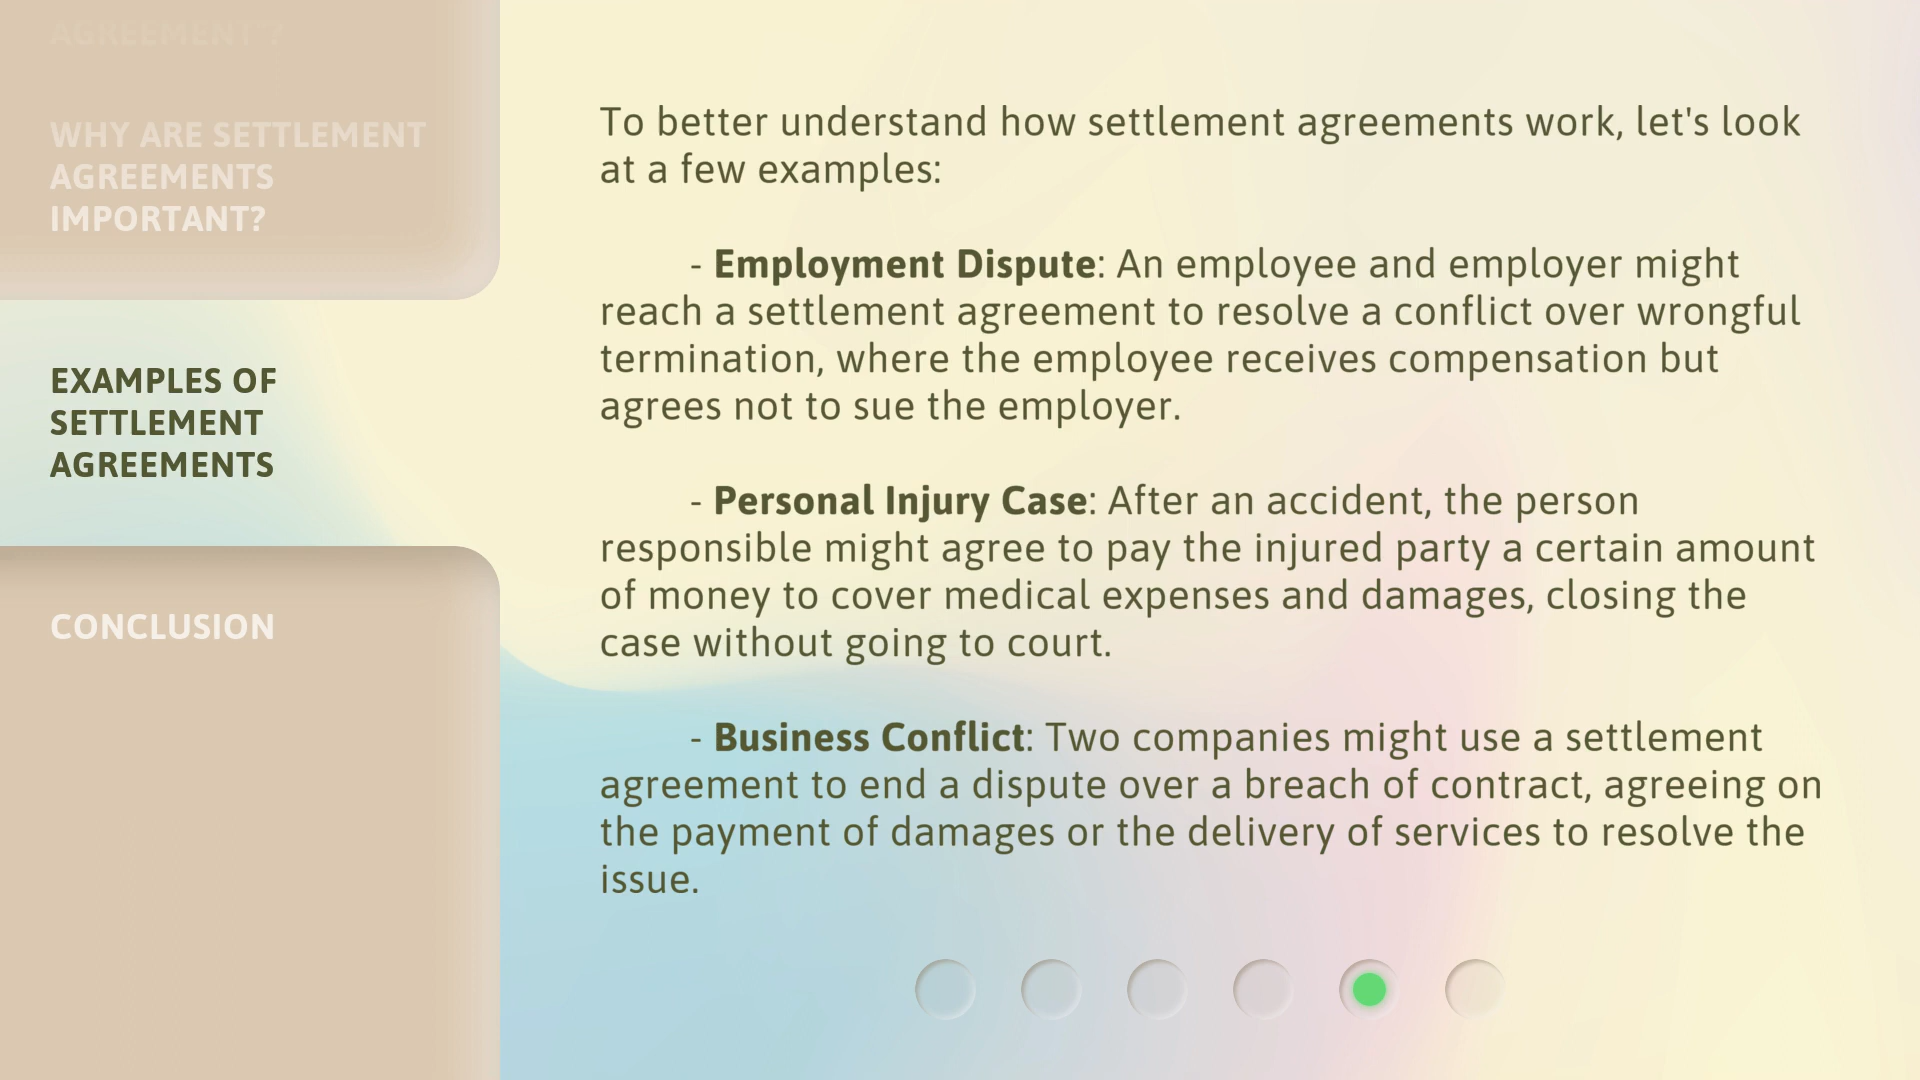 AGREEMENT"?
WHY ARE SETTLEMENT
AGREEMENTS
IMPORTANT?
EXAMPLES OF
SETTLEMENT
AGREEMENTS
CONCLUSION
To better understand how settlement agreements work, let's look
at a few examples:
- Employment Dispute: An employee and employer might
reach a settlement agreement to resolve a conflict over wrongful
termination, where the employee receives compensation but
agrees not to sue the employer.
- Personal Injury Case: After an accident, the person
responsible might agree to pay the injured party a certain amount
of money to cover medical expenses and damages, closing the
case without going to court.
- Business Conflict: Two companies might use a settlement
agreement to end a dispute over a breach of contract, agreeing on
the payment of damages or the delivery of services to resolve the
issue.